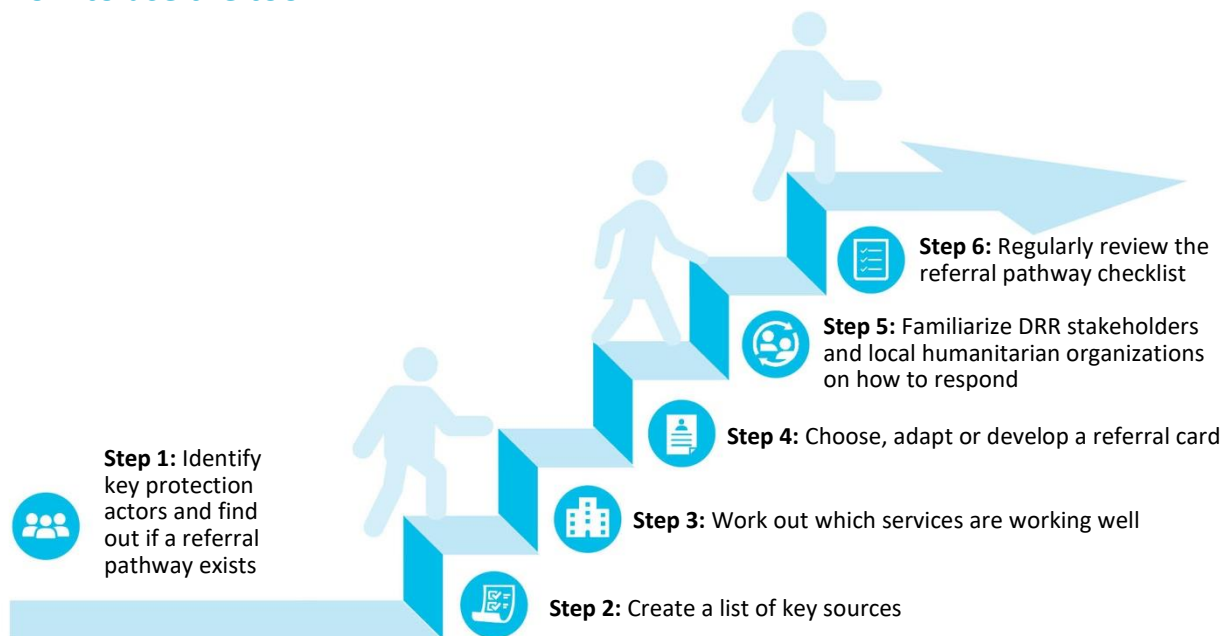 Step 1: Identify
key protection
actors and find
out if a referral
pathway exists
Step 2: Create a list of key sources
Step 3: Work out which services are working well
Step 4: Choose, adapt or develop a referral card
Step 5: Familiarize DRR stakeholders
and local humanitarian organizations
on how to respond
Step 6: Regularly review the
referral pathway checklist